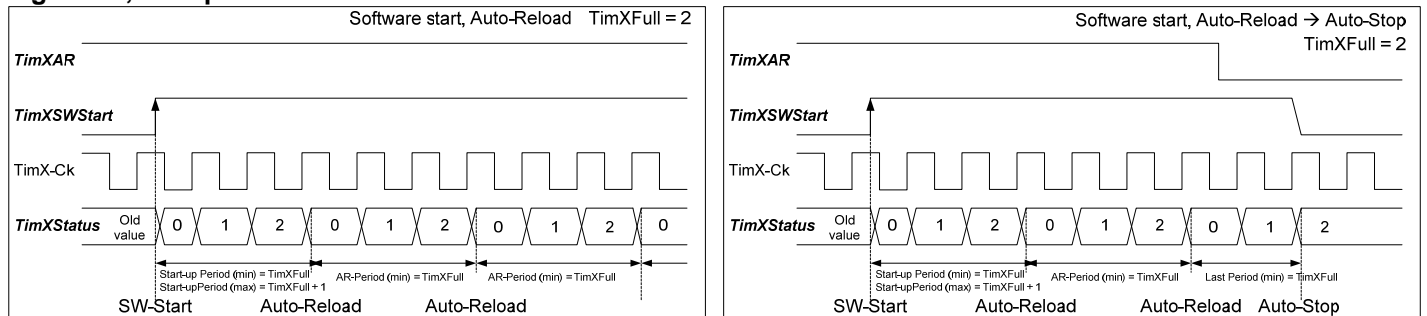 Software start, Auto-Reload TimXFull = 2
TimXAR
TimXSWStart
TimX-Ck
TimXStatus
Old
value
0 1 2 0 1 2 0 1 2 0
Start-up Period (min) = TimXFull
Start-upPeriod (max) = TimXFull + 1
AR-Period (min) = TimXFull
AR-Period (min) = TimXFull
SW-Start Auto-Reload Auto-Reload
Software start, Auto-Reload → Auto-Stop
TimXFull = 2
TimXAR
TimXSWStart
TimX-Ck
TimXStatus
Old
value
0 1 2 0 1 2 0 1 2
Start-up Period (min) = TimXFull
Start-upPeriod (max) = TimXFull + 1
AR-Period (min) = TimXFull
Last Period (min) = TimXFull
SW-Start Auto-Reload Auto-Reload Auto-Stop